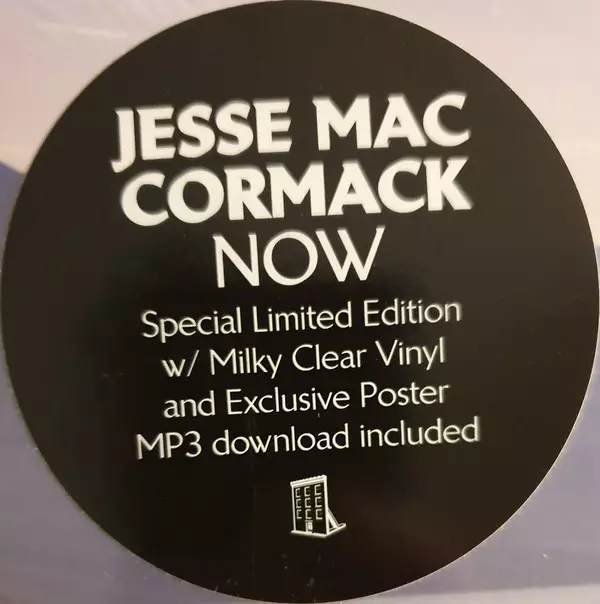 JESSE MAC
CORMACK
NOW
Special Limited Edition
w/ Milky Clear Vinyl
and Exclusive Poster
MP3 download included